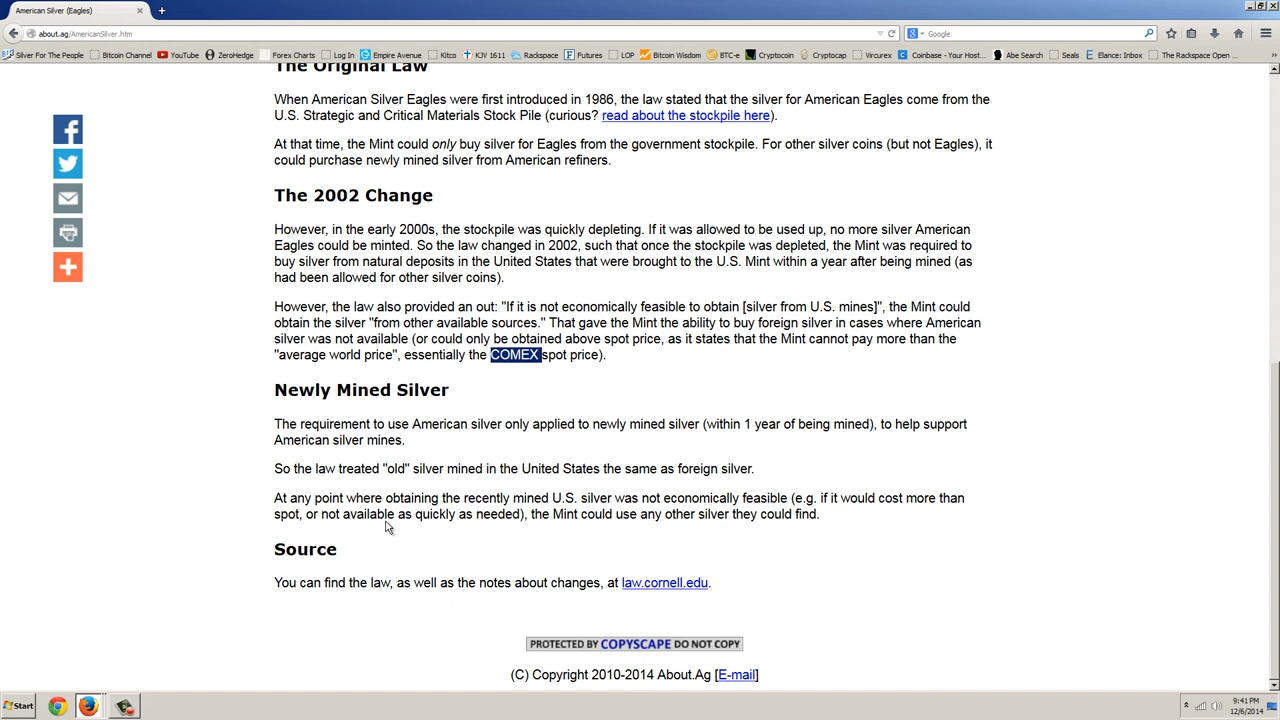 American Silver (Eagles)
about.ag/AmericanSilver.htm
Google
Silver For The People
Bitcoin Channel
YouTube
ZeroHedge
Forex Charts
Log In
Empire Avenue
Kitco
KJV 1611
Rackspace
Futures
LOP
Bitcoin Wisdom
BTC-e
Cryptocoin
Cryptocap
Vircurex
Coinbase - Your Host...
Abe Search
Seals
Elance: Inbox
The Rackspace Open ...
The Original Law
When American Silver Eagles were first introduced in 1986, the law stated that the silver for American Eagles come from the
U.S. Strategic and Critical Materials Stock Pile (curious? read about the stockpile here).
At that time, the Mint could only buy silver for Eagles from the government stockpile. For other silver coins (but not Eagles), it
could purchase newly mined silver from American refiners.
The 2002 Change
However, in the early 2000s, the stockpile was quickly depleting. If it was allowed to be used up, no more silver American
Eagles could be minted. So the law changed in 2002, such that once the stockpile was depleted, the Mint was required to
buy silver from natural deposits in the United States that were brought to the U.S. Mint within a year after being mined (as
had been allowed for other silver coins).
However, the law also provided an out: "If it is not economically feasible to obtain [silver from U.S. mines]", the Mint could
obtain the silver "from other available sources." That gave the Mint the ability to buy foreign silver in cases where American
silver was not available (or could only be obtained above spot price, as it states that the Mint cannot pay more than the
"average world price", essentially the COMEX spot price).
Newly Mined Silver
The requirement to use American silver only applied to newly mined silver (within 1 year of being mined), to help support
American silver mines.
So the law treated "old" silver mined in the United States the same as foreign silver.
At any point where obtaining the recently mined U.S. silver was not economically feasible (e.g. if it would cost more than
spot, or not available as quickly as needed), the Mint could use any other silver they could find.
Source
You can find the law, as well as the notes about changes, at law.cornell.edu.
PROTECTED BY COPYSCAPE DO NOT COPY
(C) Copyright 2010-2014 About.Ag [E-mail]
Start
9:41 PM
12/6/2014